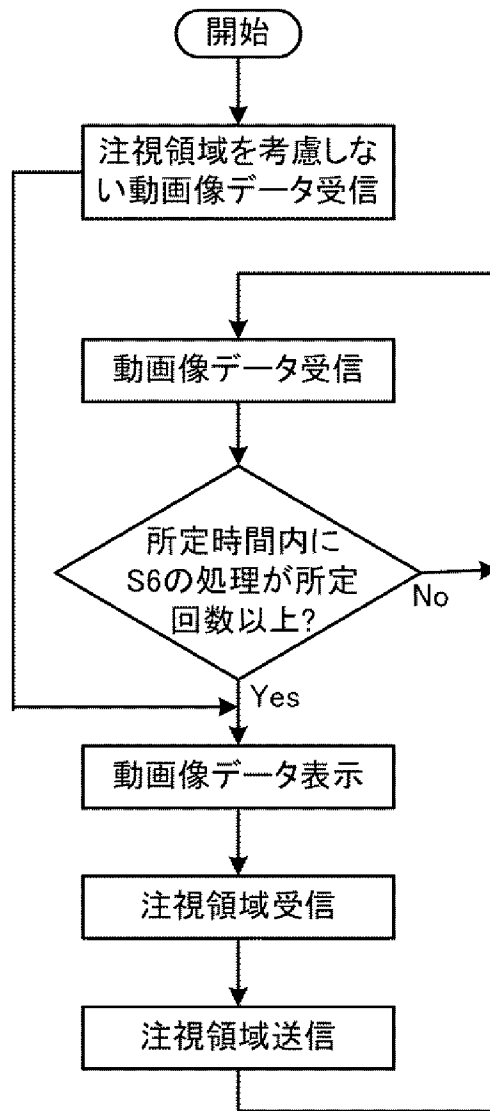 開始
注視領域を考慮しな
い動画像データ受信
動画像データ受信
所定時間内に
S6の処理が所定
回数以上?
No
Yes
動画像データ表示
注視領域受信
注視領域送信